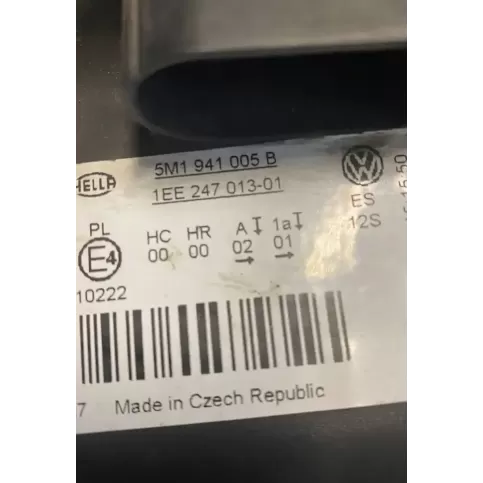 5M1 941 005 B
HELLA 1EE 247 013-01
ES
PL HC HR A 1a 12S
E4 00 00 02 01
10222
7 Made in Czech Republic